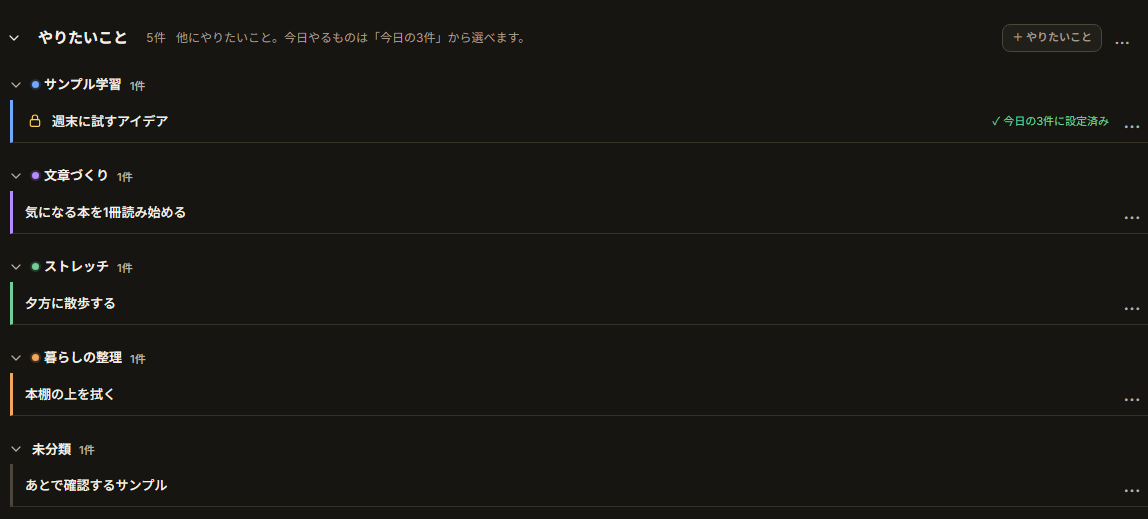 やりたいこと 5件 他にやりたいこと。今日やるものは「今日の3件」から選べます。 + やりたいこと ...
サンプル学習 1件
週末に試すアイデア ✓ 今日の3件に設定済み ...
文章づくり 1件
気になる本を1冊読み始める ...
ストレッチ 1件
夕方に散歩する ...
暮らしの整理 1件
本棚の上を拭く ...
未分類 1件
あとで確認するサンプル ...